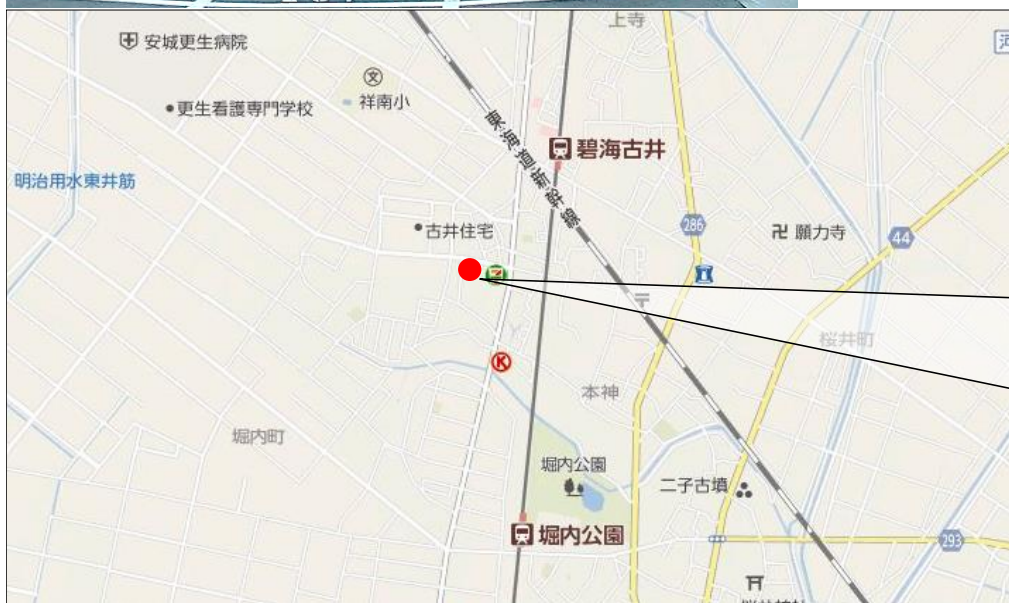 上寺
安城更生病院
文
祥南小
更生看護専門学校
東海道新幹線
碧海古井
明治用水東井筋
古井住宅
286
卍 願力寺
44
〒
桜井町
K
本神
堀内町
堀内公園
二子古墳
堀内公園
293